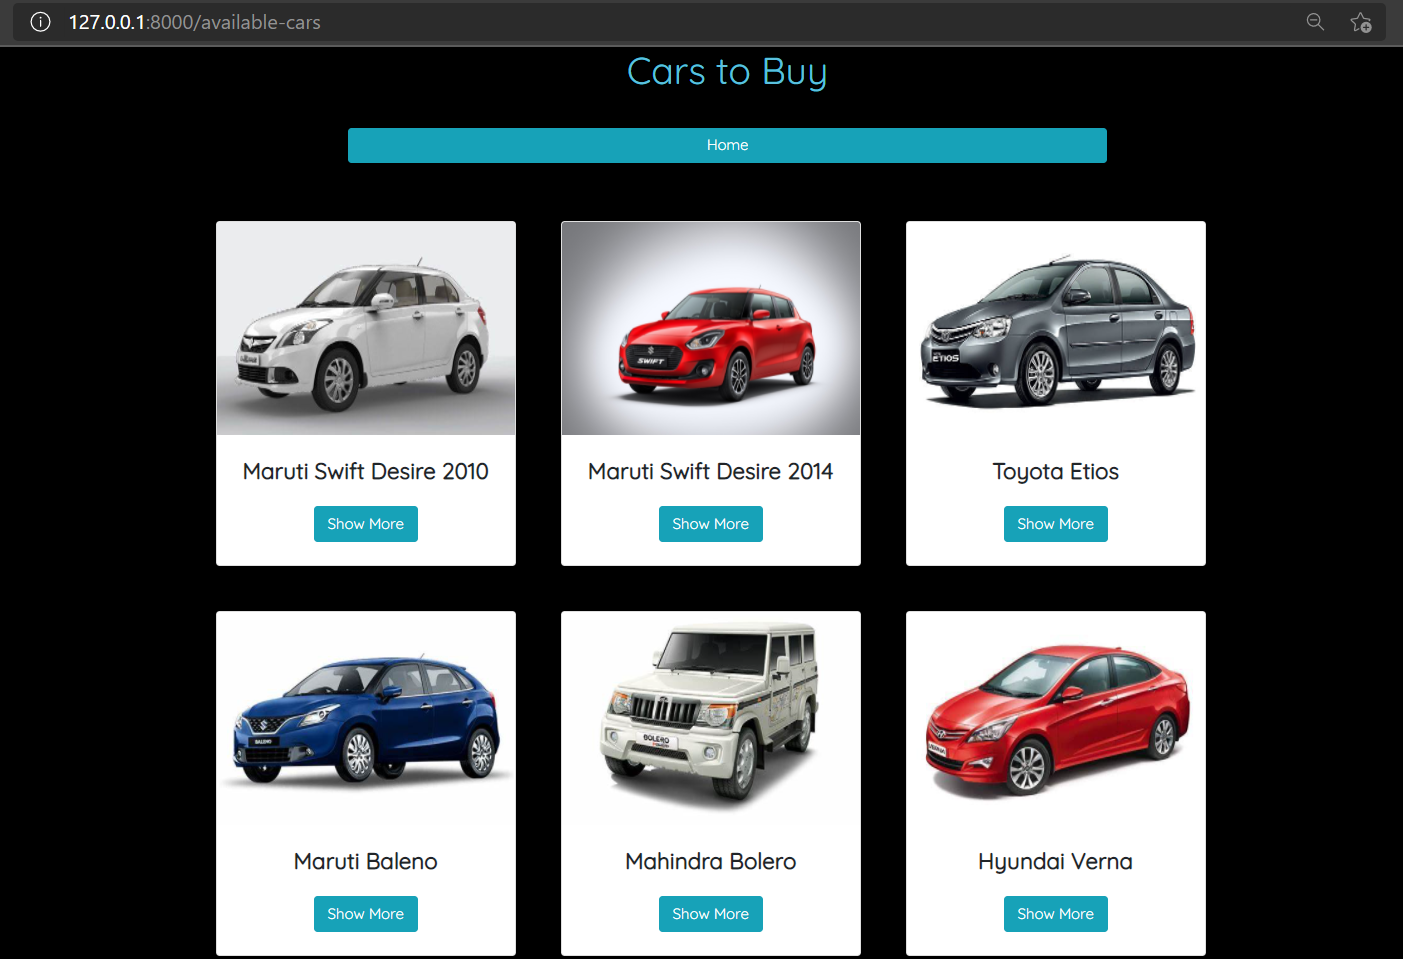 127.0.0.1:8000/available-cars
Cars to Buy
Home
SWIFT
ETIOS
Maruti Swift Desire 2010
Maruti Swift Desire 2014
Toyota Etios
Show More
Show More
Show More
BALENO
BOLERO
Maruti Baleno
Mahindra Bolero
Hyundai Verna
Show More
Show More
Show More